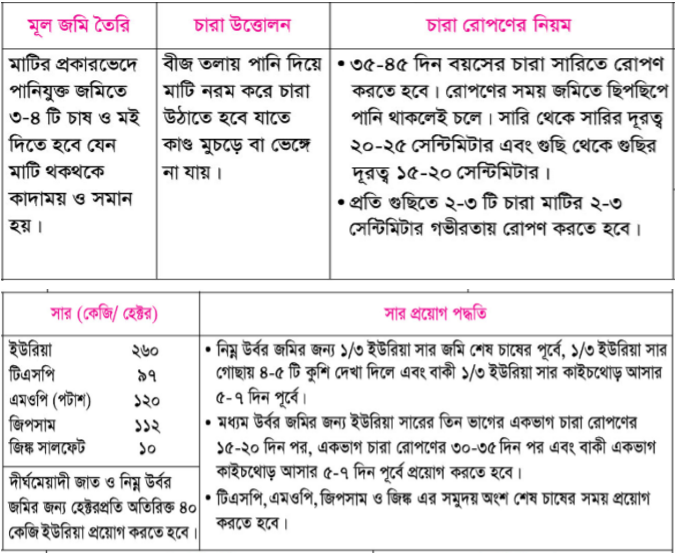 মূল জমি তৈরি
মাটির প্রকারভেদে
পানিযুক্ত জমিতে
৩-৪ টি চাষ ও মই
দিতে হবে যেন
মাটি থকথকে
কাদাময় ও সমান
হয়।
চারা উত্তোলন
বীজ তলায় পানি দিয়ে
মাটি নরম করে চারা
উঠাতে হবে যাতে
কাণ্ড মুচড়ে বা ভেঙ্গে
না যায়।
চারা রোপণের নিয়ম
• ৩৫-৪৫ দিন বয়সের চারা সারিতে রোপণ
করতে হবে। রোপণের সময় জমিতে ছিপছিপে
পানি থাকলেই চলে। সারি থেকে সারির দূরত্ব
২০-২৫ সেন্টিমিটার এবং গুছি থেকে গুছির
দূরত্ব ১৫-২০ সেন্টিমিটার।
• প্রতি গুছিতে ২-৩ টি চারা মাটির ২-৩
সেন্টিমিটার গভীরতায় রোপণ করতে হবে।
সার (কেজি/ হেক্টর)
ইউরিয়া ২৬০
টিএসপি ৯৭
এমওপি (পটাশ) ১২০
জিপসাম ১১২
জিঙ্ক সালফেট ১০
দীর্ঘমেয়াদী জাত ও নিম্ন উর্বর
জমির জন্য হেক্টরপ্রতি অতিরিক্ত ৪০
কেজি ইউরিয়া প্রয়োগ করতে হবে।
সার প্রয়োগ পদ্ধতি
• নিম্ন উর্বর জমির জন্য ১/৩ ইউরিয়া সার জমি শেষ চাষের পূর্বে, ১/৩ ইউরিয়া সার
গোছায় ৪-৫ টি কুশি দেখা দিলে এবং বাকী ১/৩ ইউরিয়া সার কাইচথোড় আসার
৫-৭ দিন পূর্বে।
• মধ্যম উর্বর জমির জন্য ইউরিয়া সারের তিন ভাগের একভাগ চারা রোপণের
১৫-২০ দিন পর, একভাগ চারা রোপণের ৩০-৩৫ দিন পর এবং বাকী একভাগ
কাইচথোড় আসার ৫-৭ দিন পূর্বে প্রয়োগ করতে হবে।
• টিএসপি,এমওপি, জিপসাম ও জিঙ্ক এর সমুদয় অংশ শেষ চাষের সময় প্রয়োগ
করতে হবে।